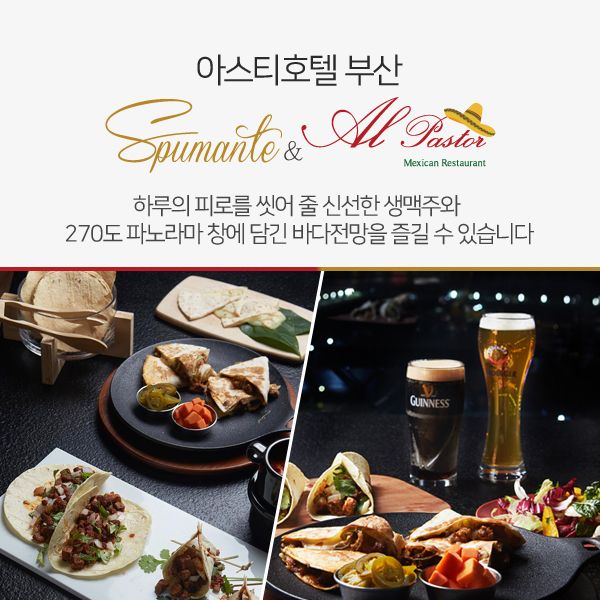 아스티호텔 부산
Spumante & Al Pastor
Mexican Restaurant
하루의 피로를 씻어 줄 신선한 생맥주와
270도 파노라마 창에 담긴 바다전망을 즐길 수 있습니다
GUINNESS